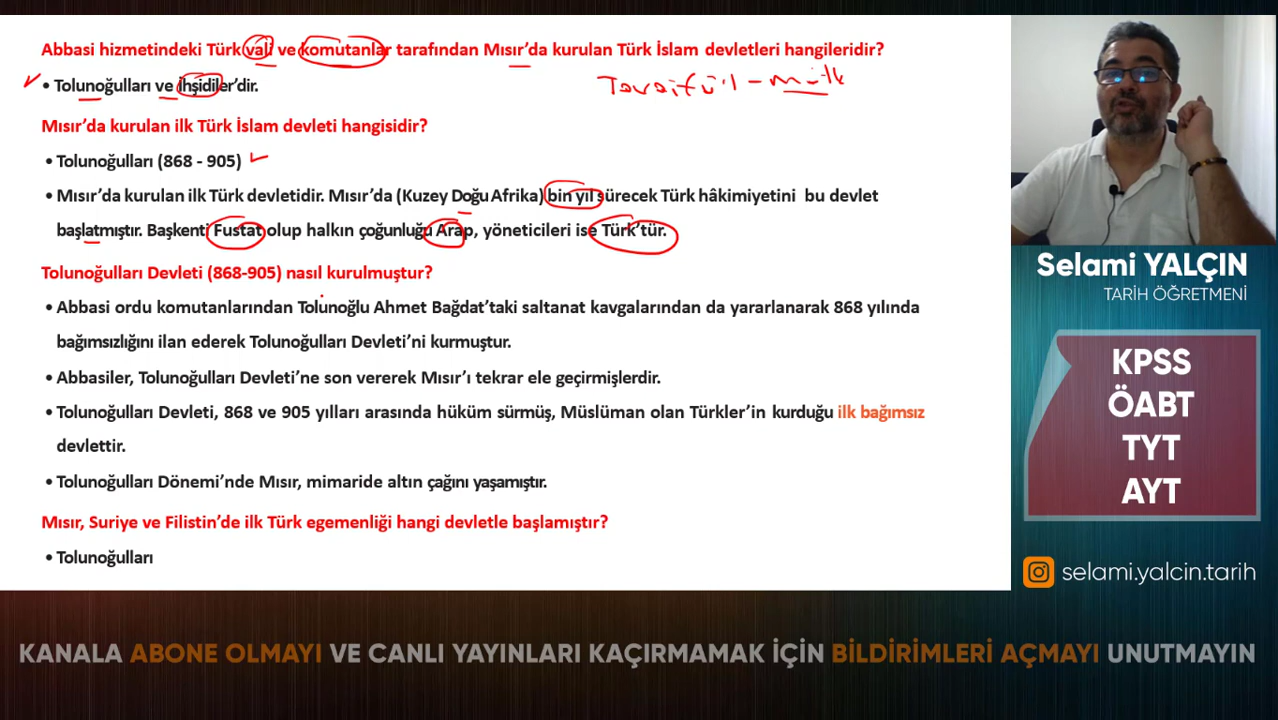 Abbasi hizmetindeki Türk vali ve komutanlar tarafından Mısır’da kurulan Türk İslam devletleri hangileridir?
• Tolunoğulları ve İhşidiler’dir.
Tavaifül - mülk
Mısır’da kurulan ilk Türk İslam devleti hangisidir?
• Tolunoğulları (868 - 905)
• Mısır’da kurulan ilk Türk devletidir. Mısır’da (Kuzey Doğu Afrika) bin yıl sürecek Türk hâkimiyetini bu devlet
başlatmıştır. Başkenti Fustat olup halkın çoğunluğu Arap, yöneticileri ise Türk’tür.
Tolunoğulları Devleti (868-905) nasıl kurulmuştur?
• Abbasi ordu komutanlarından Tolunoğlu Ahmet Bağdat’taki saltanat kavgalarından da yararlanarak 868 yılında
bağımsızlığını ilan ederek Tolunoğulları Devleti’ni kurmuştur.
• Abbasiler, Tolunoğulları Devleti’ne son vererek Mısır’ı tekrar ele geçirmişlerdir.
• Tolunoğulları Devleti, 868 ve 905 yılları arasında hüküm sürmüş, Müslüman olan Türkler’in kurduğu ilk bağımsız
devlettir.
• Tolunoğulları Dönemi’nde Mısır, mimaride altın çağını yaşamıştır.
Mısır, Suriye ve Filistin’de ilk Türk egemenliği hangi devletle başlamıştır?
• Tolunoğulları
Selami YALÇIN
TARİH ÖĞRETMENİ
KPSS
ÖABT
TYT
AYT
selami.yalcin.tarih
KANALA ABONE OLMAYI VE CANLI YAYINLARI KAÇIRMAMAK İÇİN BİLDİRİMLERİ AÇMAYI UNUTMAYIN